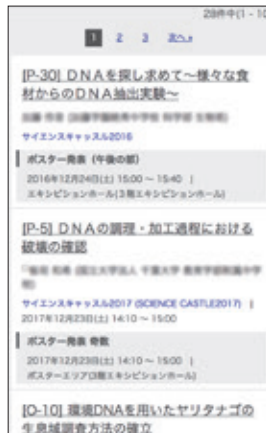 28件中(1 - 10
1 2 3 次へ»
[P-30] DNAを探し求めて〜様々な食
材からのDNA抽出実験〜
サイエンスキャッスル2016
ポスター発表 (午後の部)
2016年12月24日(土) 15:00 〜 15:40 |
エキシビションホール(3階エキシビションホール)
[P-5] DNAの調理・加工過程における
破壊の確認
サイエンスキャッスル2017 (SCIENCE CASTLE2017) |
2017年12月23日(土) 14:10 〜 15:00
ポスター発表 奇数
2017年12月23日(土) 14:10 〜 15:00 |
ポスターエリア(3階エキシビションホール)
[O-10] 環境DNAを用いたヤリタナゴの
生息域調査方法の確立